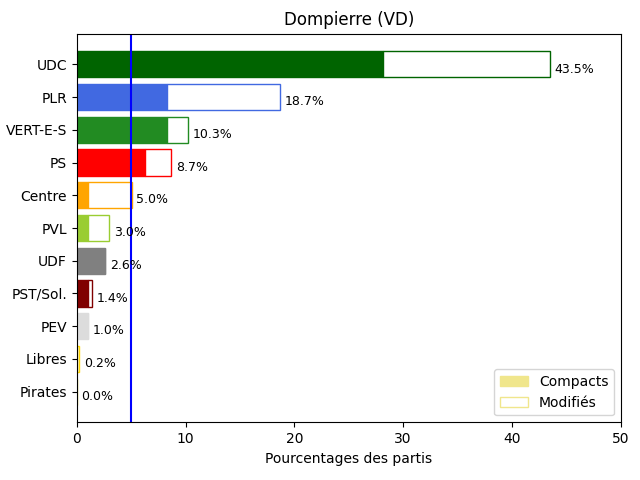 Dompierre (VD)
UDC 43.5%
PLR 18.7%
VERT-E-S 10.3%
PS 8.7%
Centre 5.0%
PVL 3.0%
UDF 2.6%
PST/Sol. 1.4%
PEV 1.0%
Libres 0.2%
Pirates 0.0%
Compacts
Modifiés
0 10 20 30 40 50
Pourcentages des partis